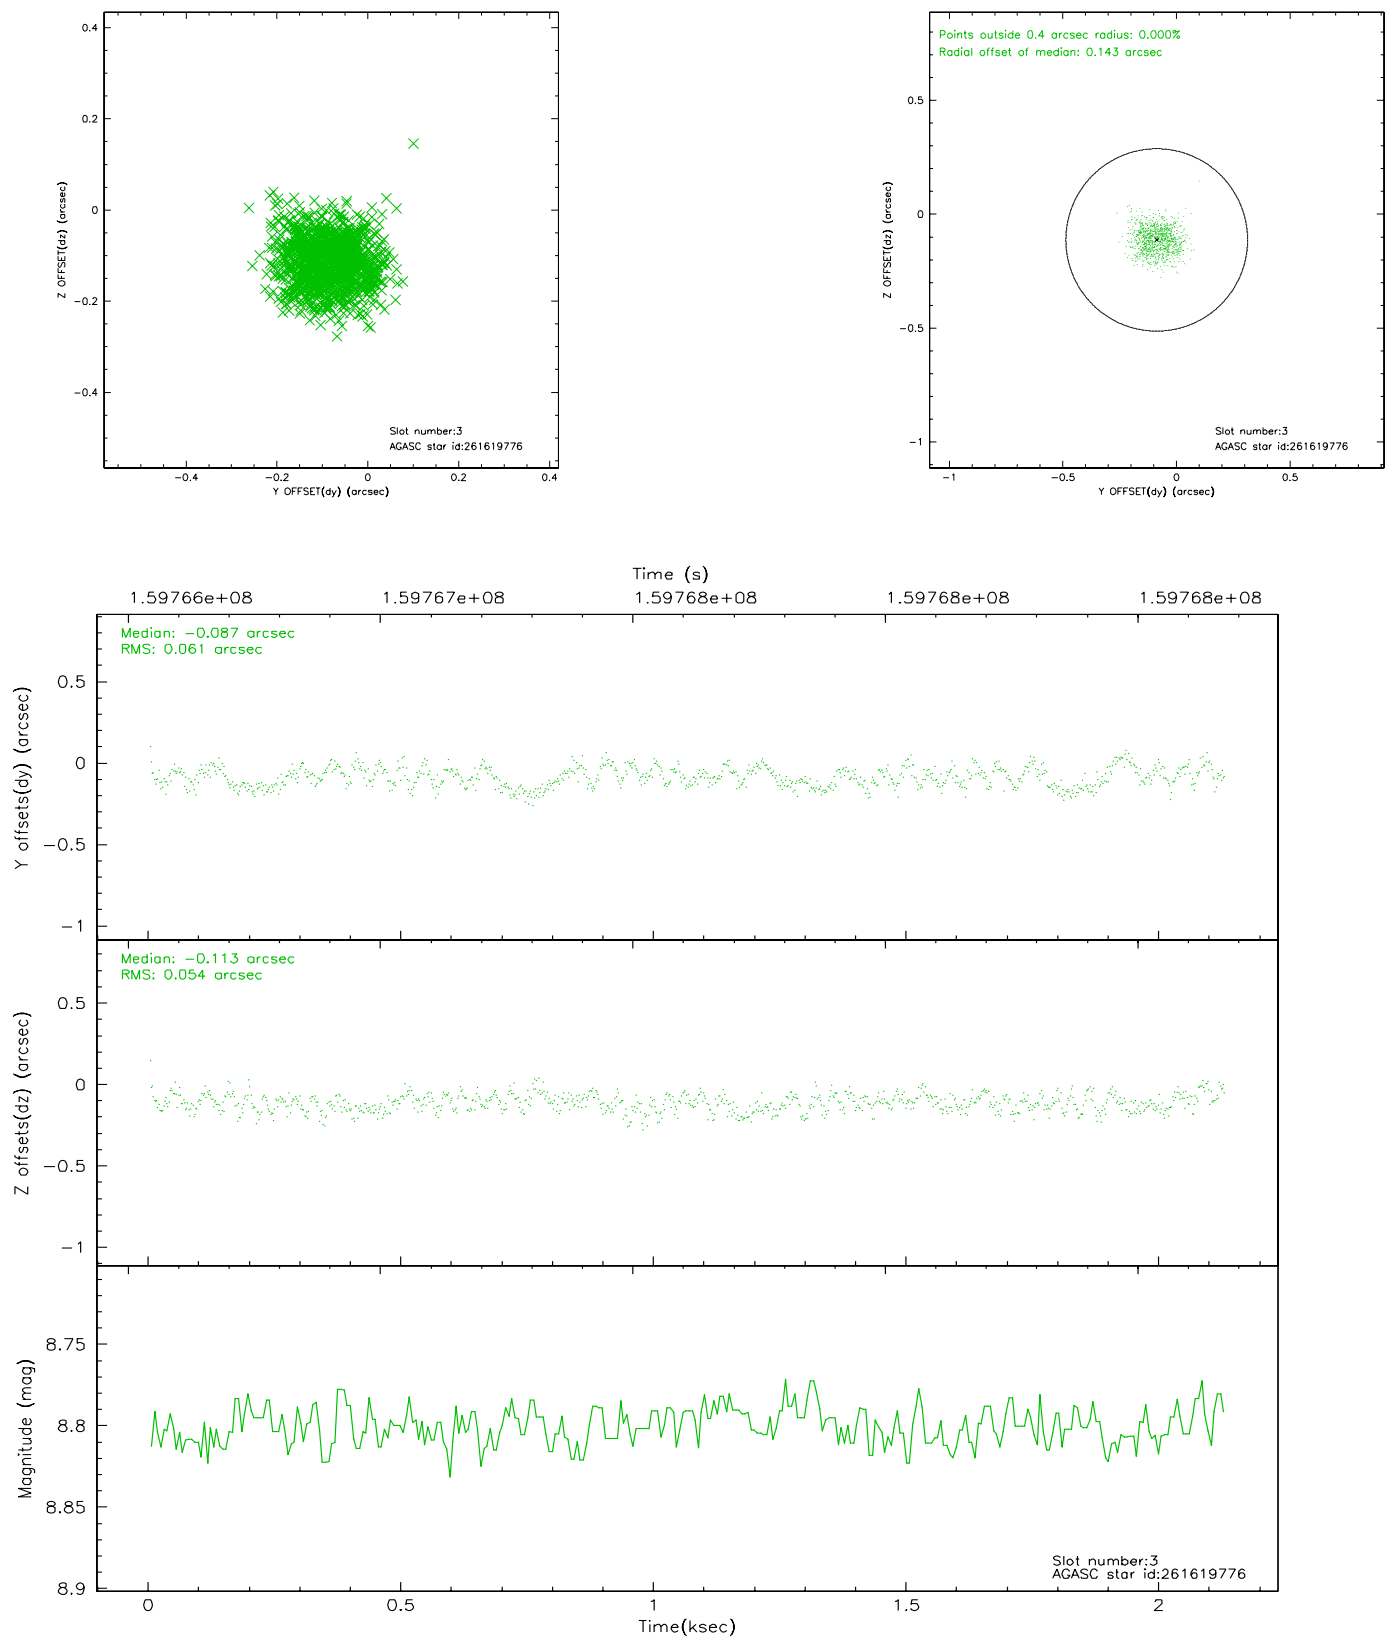 0.4
0.2
0
−0.2
−0.4
Z OFFSET(dz) (arcsec)
Slot number:3
AGASC star id:261619776
−0.4
−0.2
0
0.2
0.4
Y OFFSET(dy) (arcsec)
Points outside 0.4 arcsec radius: 0.000%
Radial offset of median: 0.143 arcsec
0.5
0
−0.5
−1
Z OFFSET(dz) (arcsec)
Slot number:3
AGASC star id:261619776
−1
−0.5
0
0.5
Y OFFSET(dy) (arcsec)
Time (s)
1.59766e+08
1.59767e+08
1.59768e+08
1.59768e+08
1.59768e+08
Median: −0.087 arcsec
RMS: 0.061 arcsec
0.5
0
−0.5
−1
Y offsets(dy) (arcsec)
Median: −0.113 arcsec
RMS: 0.054 arcsec
0.5
0
−0.5
−1
Z offsets(dz) (arcsec)
8.75
8.8
8.85
8.9
Magnitude (mag)
Slot number:3
AGASC star id:261619776
0
0.5
1
1.5
2
Time(ksec)